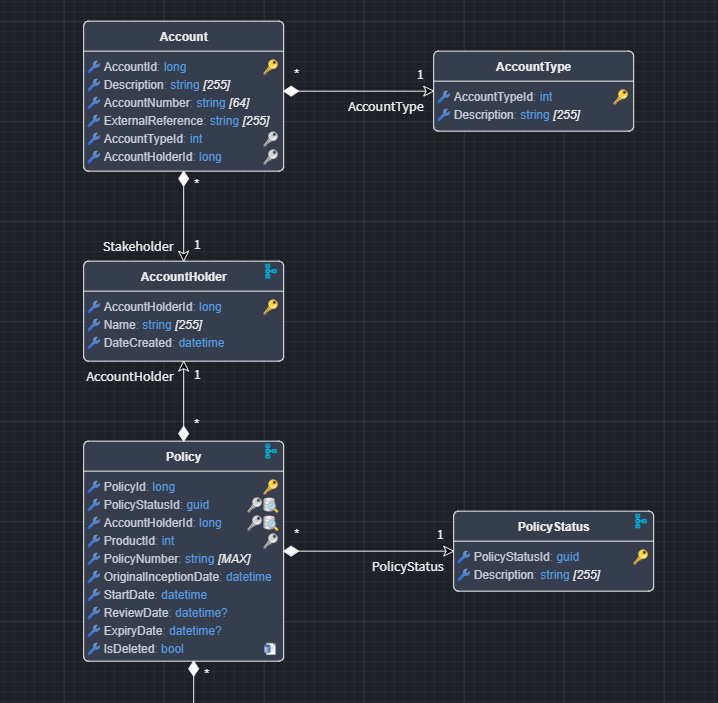 Account
AccountId: long
Description: string [255]
AccountNumber: string [64]
ExternalReference: string [255]
AccountTypeId: int
AccountHolderId: long
* 1
AccountType
AccountType
AccountTypeId: int
Description: string [255]
*
Stakeholder 1
AccountHolder
AccountHolderId: long
Name: string [255]
DateCreated: datetime
AccountHolder 1
*
Policy
PolicyId: long
PolicyStatusId: guid
AccountHolderId: long
ProductId: int
PolicyNumber: string [MAX]
OriginalInceptionDate: datetime
StartDate: datetime
ReviewDate: datetime?
ExpiryDate: datetime?
IsDeleted: bool
* 1
PolicyStatus
PolicyStatus
PolicyStatusId: guid
Description: string [255]
*